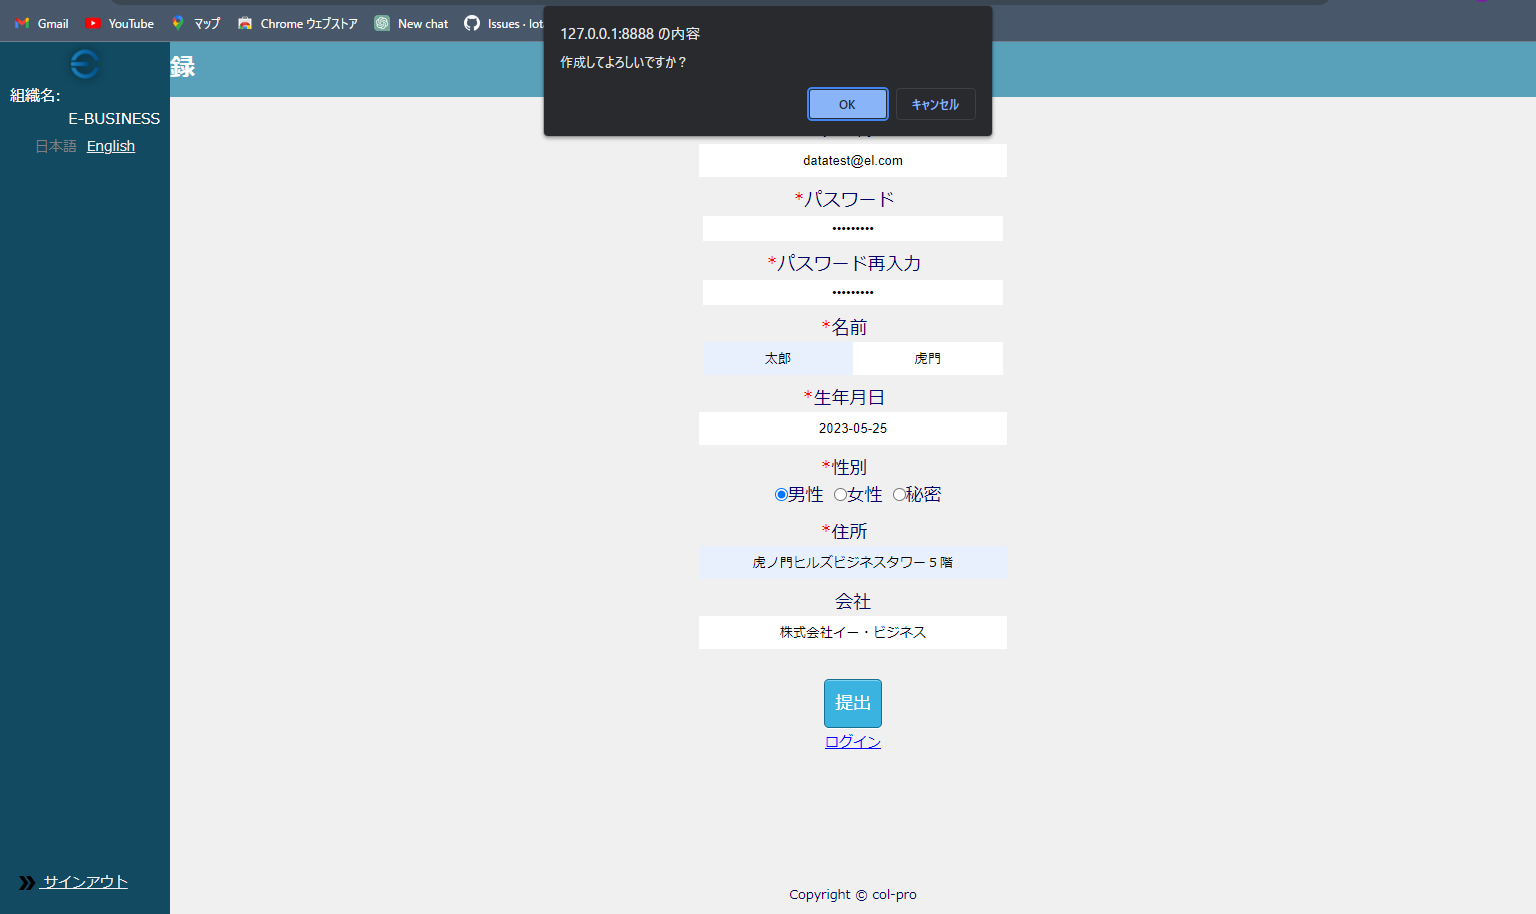 Gmail
YouTube
マップ
Chrome ウェブストア
New chat
Issues · lot
127.0.0.1:8888 の内容
作成してよろしいですか？
OK
キャンセル
組織名:
E-BUSINESS
日本語 English
サインアウト
録
datatest@el.com
*パスワード
•••••••••
*パスワード再入力
•••••••••
*名前
太郎 虎門
*生年月日
2023-05-25
*性別
男性 女性 秘密
*住所
虎ノ門ヒルズビジネスタワー５階
会社
株式会社イー・ビジネス
提出
ログイン
Copyright © col-pro